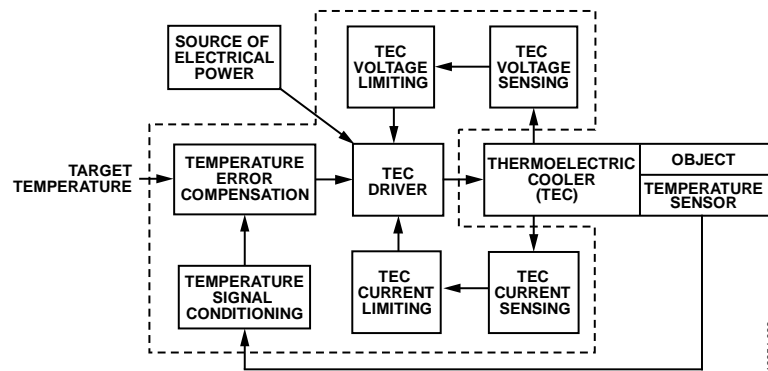 SOURCE OF
ELECTRICAL
POWER
TEC
VOLTAGE
LIMITING
TEC
VOLTAGE
SENSING
TARGET
TEMPERATURE
TEMPERATURE
ERROR
COMPENSATION
TEC
DRIVER
THERMOELECTRIC
COOLER
(TEC)
OBJECT
TEMPERATURE
SENSOR
TEMPERATURE
SIGNAL
CONDITIONING
TEC
CURRENT
LIMITING
TEC
CURRENT
SENSING